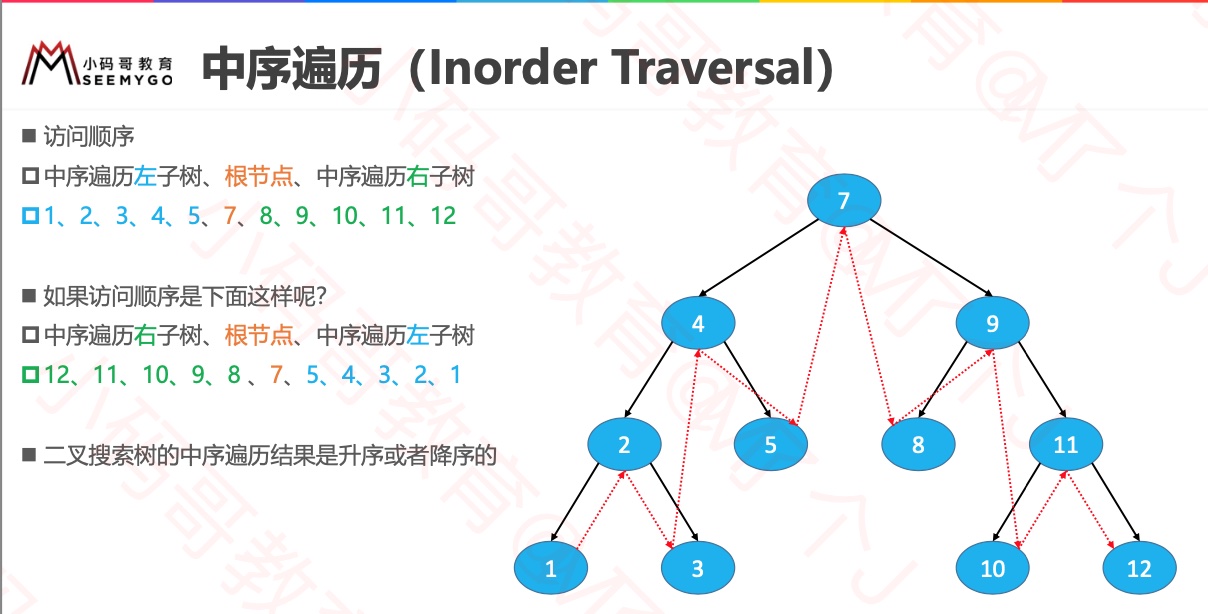 小码哥教育
SEEMYGO
中序遍历（Inorder Traversal）
■ 访问顺序
中序遍历左子树、根节点、中序遍历右子树
1、2、3、4、5、7、8、9、10、11、12
■ 如果访问顺序是下面这样呢？
中序遍历右子树、根节点、中序遍历左子树
12、11、10、9、8 、7、5、4、3、2、1
■ 二叉搜索树的中序遍历结果是升序或者降序的
7
4
9
2
5
8
11
1
3
10
12